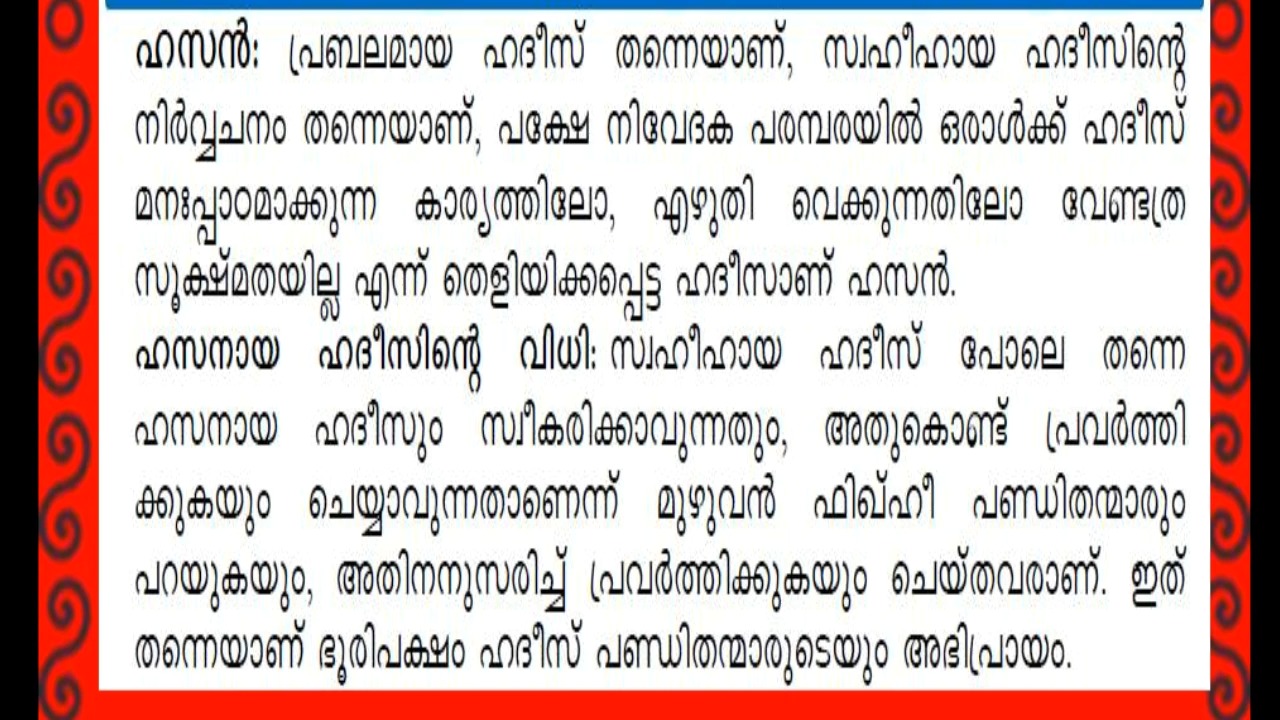 ഹസൻ: പ്രബലമായ ഹദീസ് തന്നെയാണ്, സ്വഹീഹായ ഹദീസിന്റെ
നിർവ്വചനം തന്നെയാണ്, പക്ഷേ നിവേദക പരമ്പരയിൽ ഒരാൾക്ക് ഹദീസ്
മനഃപ്പാഠമാക്കുന്ന കാര്യത്തിലോ, എഴുതി വെക്കുന്നതിലോ വേണ്ടത്ര
സൂക്ഷ്മതയില്ല എന്ന് തെളിയിക്കപ്പെട്ട ഹദീസാണ് ഹസൻ.
ഹസനായ ഹദീസിന്റെ വിധി: സ്വഹീഹായ ഹദീസ് പോലെ തന്നെ
ഹസനായ ഹദീസും സ്വീകരിക്കാവുന്നതും, അതുകൊണ്ട് പ്രവർത്തി
ക്കുകയും ചെയ്യാവുന്നതാണെന്ന് മുഴുവൻ ഫിഖ്ഹീ പണ്ഡിതന്മാരും
പറയുകയും, അതിനനുസരിച്ച് പ്രവർത്തിക്കുകയും ചെയ്തവരാണ്. ഇത്
തന്നെയാണ് ഭൂരിപക്ഷം ഹദീസ് പണ്ഡിതന്മാരുടെയും അഭിപ്രായം.